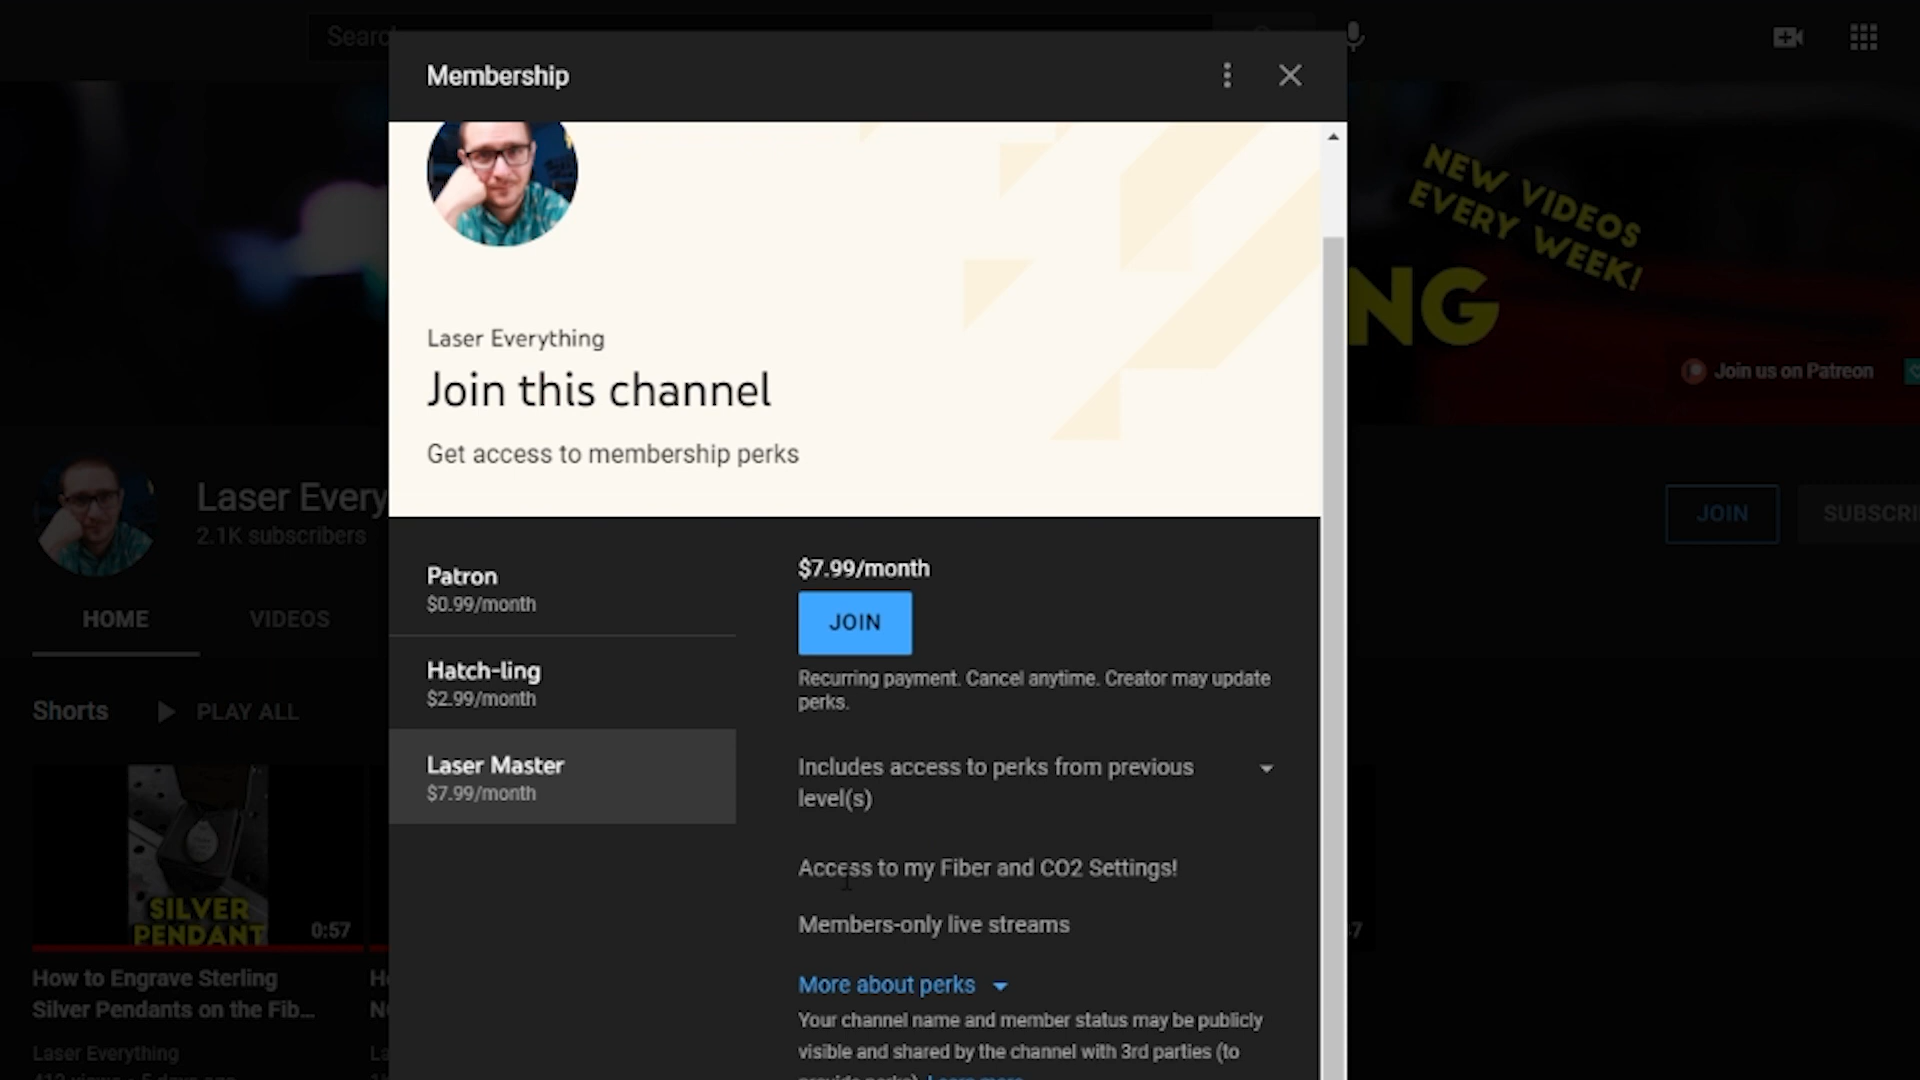 Searc
Membership
NEW VIDEOS
EVERY WEEK!
NG
Laser Everything
Join this channel
Join us on Patreon
Get access to membership perks
Laser Every
2.1K subscribers
JOIN
SUBSCRI
HOME
VIDEOS
Patron
$0.99/month
Hatch-ling
$2.99/month
Laser Master
$7.99/month
$7.99/month
JOIN
Recurring payment. Cancel anytime. Creator may update
perks.
Includes access to perks from previous
level(s)
Access to my Fiber and CO2 Settings!
Members-only live streams
More about perks
Your channel name and member status may be publicly
visible and shared by the channel with 3rd parties (to
provide perks). Learn more
Shorts
PLAY ALL
SILVER
PENDANT
0:57
How to Engrave Sterling
Silver Pendants on the Fib...
Laser Everything